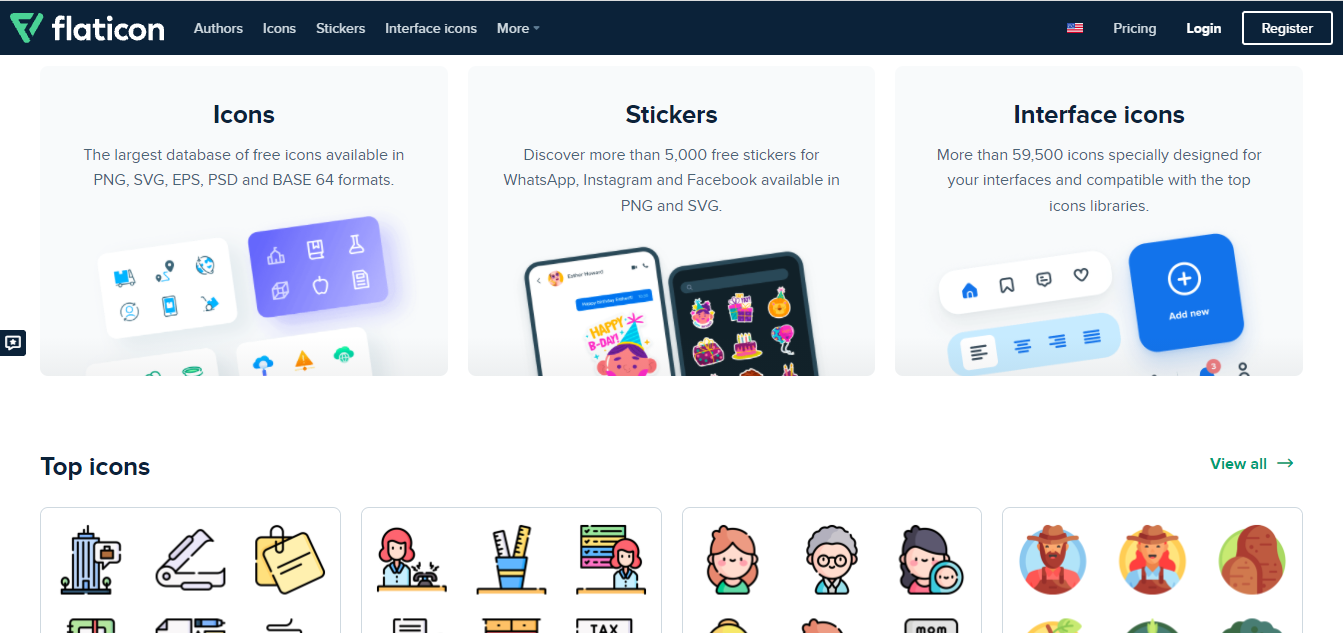 flaticon Authors Icons Stickers Interface icons More Pricing Login Register
Icons
The largest database of free icons available in
PNG, SVG, EPS, PSD and BASE 64 formats.
Stickers
Discover more than 5,000 free stickers for
WhatsApp, Instagram and Facebook available in
PNG and SVG.
Esther Howard
Happy Birthday Esther!!
HAPPY
B-DAY!
Interface icons
More than 59,500 icons specially designed for
your interfaces and compatible with the top
icons libraries.
Add new
3
Top icons
View all
TAX
MOM